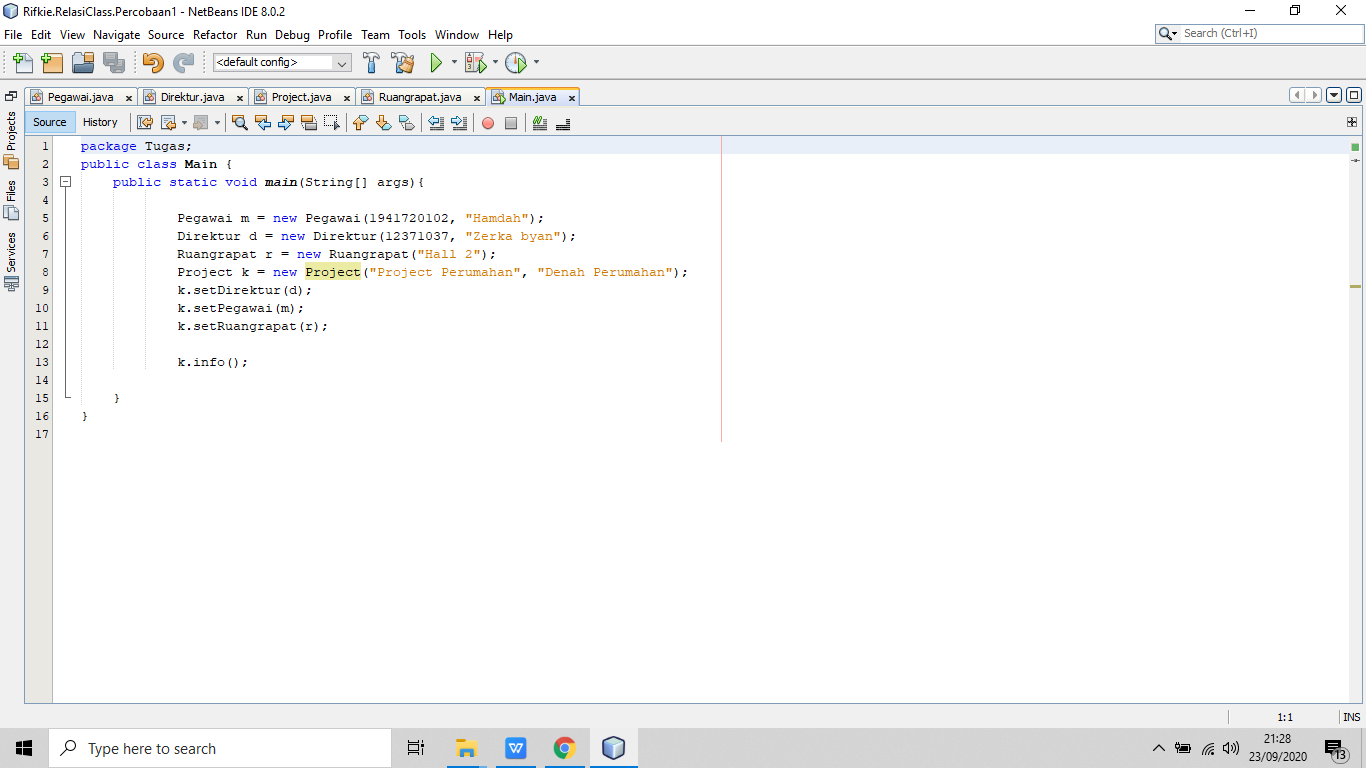 Rifkie.RelasiClass.Percobaan1 - NetBeans IDE 8.0.2
File Edit View Navigate Source Refactor Run Debug Profile Team Tools Window Help
Search (Ctrl+I)
<default config>
Pegawai.java Direktur.java Project.java Ruangrapat.java Main.java
Source History
Projects
Files
Services
1 package Tugas;
2 public class Main {
3 public static void main(String[] args){
4
5 Pegawai m = new Pegawai(1941720102, "Hamdah");
6 Direktur d = new Direktur(12371037, "Zerka byan");
7 Ruangrapat r = new Ruangrapat("Hall 2");
8 Project k = new Project("Project Perumahan", "Denah Perumahan");
9 k.setDirektur(d);
10 k.setPegawai(m);
11 k.setRuangrapat(r);
12
13 k.info();
14
15 }
16 }
17
1:1 INS
Type here to search
21:28
23/09/2020
13